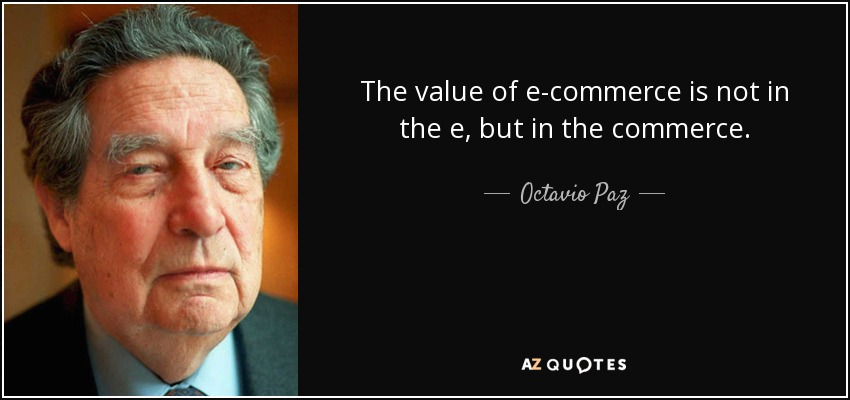 The value of e-commerce is not in
the e, but in the commerce.
Octavio Paz
AZ QUOTES